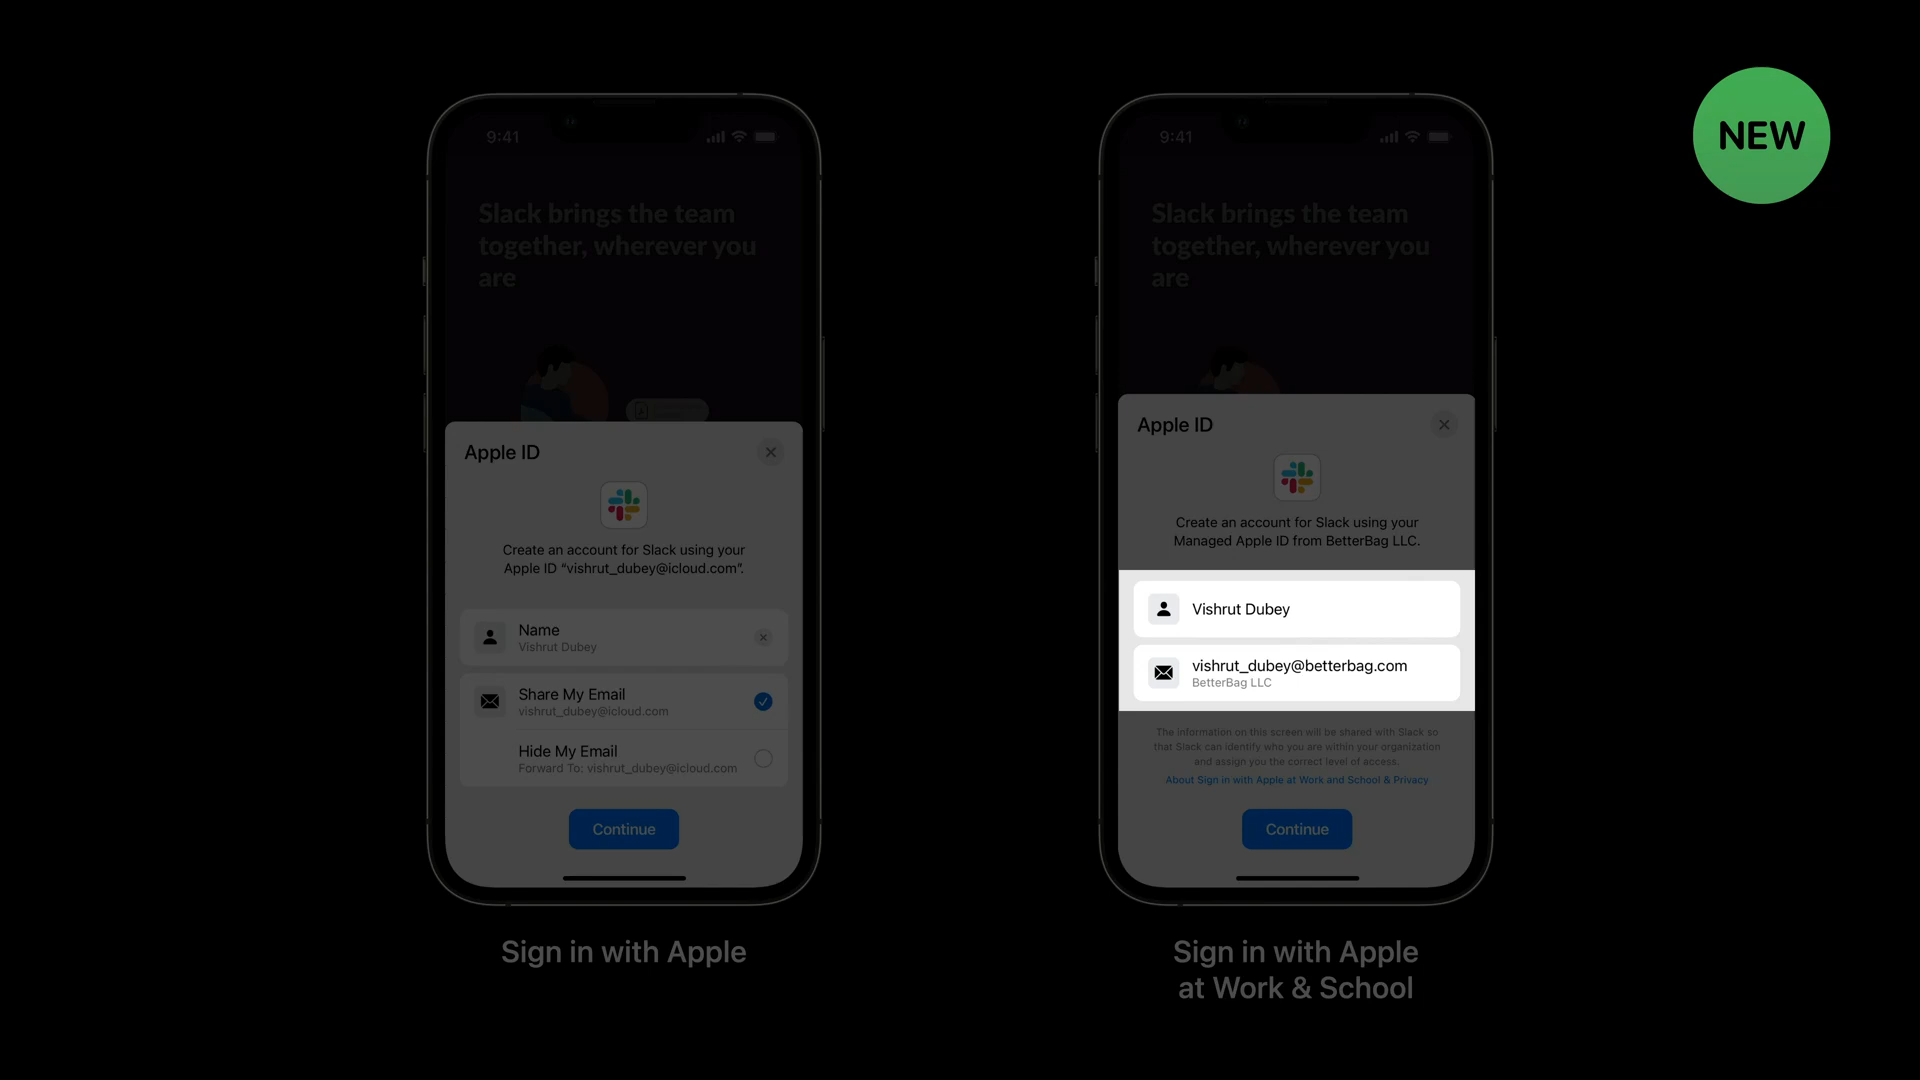 NEW
9:41
Slack brings the team
together, wherever you
are
Apple ID
Create an account for Slack using your
Apple ID “vishrut_dubey@icloud.com”.
Name
Vishrut Dubey
Share My Email
vishrut_dubey@icloud.com
Hide My Email
Forward To: vishrut_dubey@icloud.com
Continue
Sign in with Apple
9:41
Slack brings the team
together, wherever you
are
Apple ID
Create an account for Slack using your
Managed Apple ID from BetterBag LLC.
Vishrut Dubey
vishrut_dubey@betterbag.com
BetterBag LLC
The information on this screen will be shared with Slack so
that Slack can identify who you are within your organization
and assign you the correct level of access.
About Sign in with Apple at Work and School & Privacy
Continue
Sign in with Apple
at Work & School